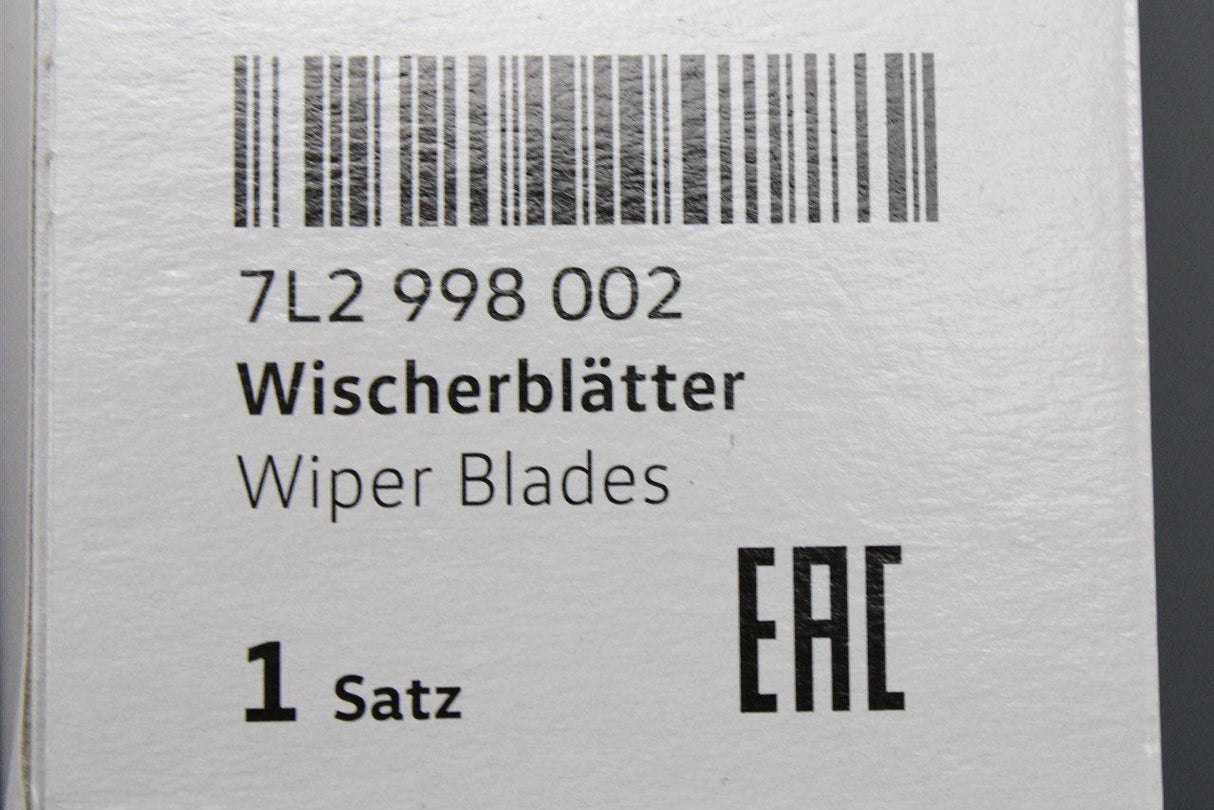 7L2 998 002
Wischerblätter
Wiper Blades
EAC
1 Satz